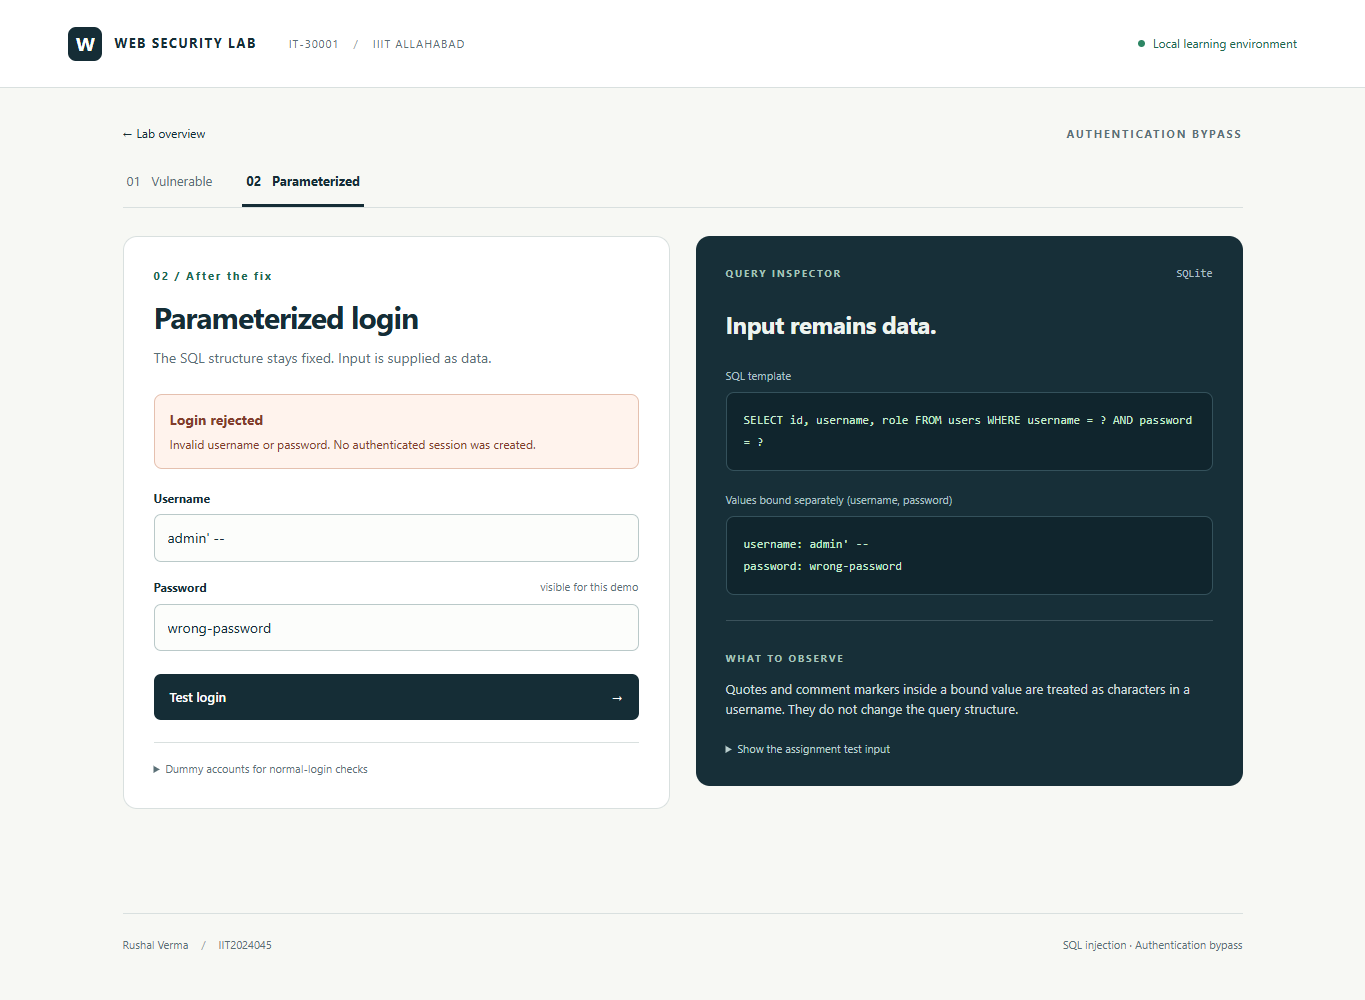 W WEB SECURITY LAB IT-30001 / IIIT ALLAHABAD
Local learning environment
← Lab overview
AUTHENTICATION BYPASS
01 Vulnerable
02 Parameterized
02 / After the fix
Parameterized login
The SQL structure stays fixed. Input is supplied as data.
Login rejected
Invalid username or password. No authenticated session was created.
Username
admin' --
Password visible for this demo
wrong-password
Test login →
▶ Dummy accounts for normal-login checks
QUERY INSPECTOR SQLite
Input remains data.
SQL template
SELECT id, username, role FROM users WHERE username = ? AND password
= ?
Values bound separately (username, password)
username: admin' --
password: wrong-password
WHAT TO OBSERVE
Quotes and comment markers inside a bound value are treated as characters in a
username. They do not change the query structure.
▶ Show the assignment test input
Rushal Verma / IIT2024045
SQL injection · Authentication bypass